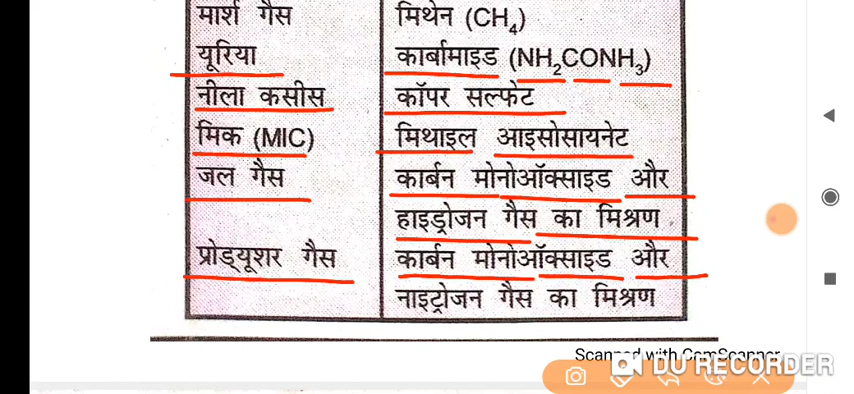 मार्श गैस मिथेन (CH₄)
यूरिया कार्बामाइड (NH₂CONH₃)
नीला कसीस कॉपर सल्फेट
मिक (MIC) मिथाइल आइसोसायनेट
जल गैस कार्बन मोनोऑक्साइड और
हाइड्रोजन गैस का मिश्रण
प्रोड्यूशर गैस कार्बन मोनोऑक्साइड और
नाइट्रोजन गैस का मिश्रण
Scanned with CamScanner
DU RECORDER